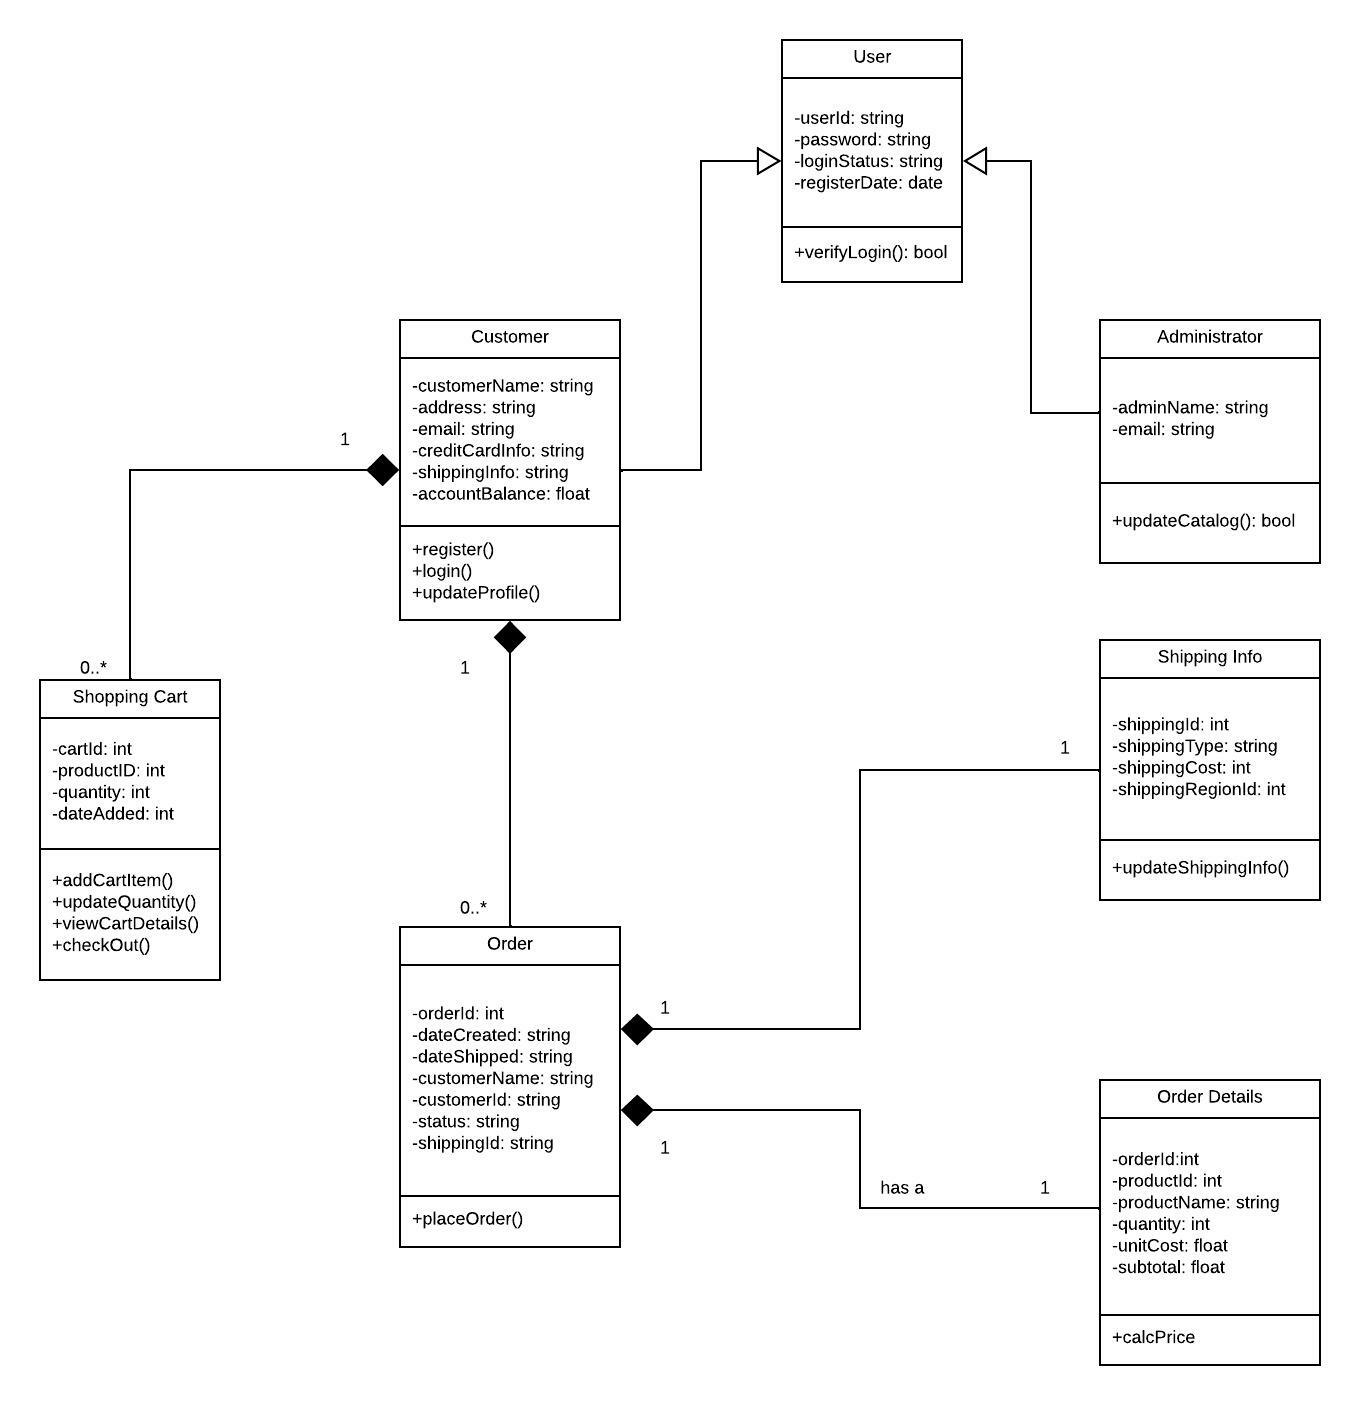 User
-userId: string
-password: string
-loginStatus: string
-registerDate: date
+verifyLogin(): bool
Customer
-customerName: string
-address: string
-email: string
-creditCardInfo: string
-shippingInfo: string
-accountBalance: float
+register()
+login()
+updateProfile()
Administrator
-adminName: string
-email: string
+updateCatalog(): bool
1
0..*
Shopping Cart
-cartId: int
-productID: int
-quantity: int
-dateAdded: int
+addCartItem()
+updateQuantity()
+viewCartDetails()
+checkOut()
1
0..*
Order
-orderId: int
-dateCreated: string
-dateShipped: string
-customerName: string
-customerId: string
-status: string
-shippingId: string
+placeOrder()
1
1
Shipping Info
-shippingId: int
-shippingType: string
-shippingCost: int
-shippingRegionId: int
+updateShippingInfo()
1
has a
1
Order Details
-orderId:int
-productId: int
-productName: string
-quantity: int
-unitCost: float
-subtotal: float
+calcPrice